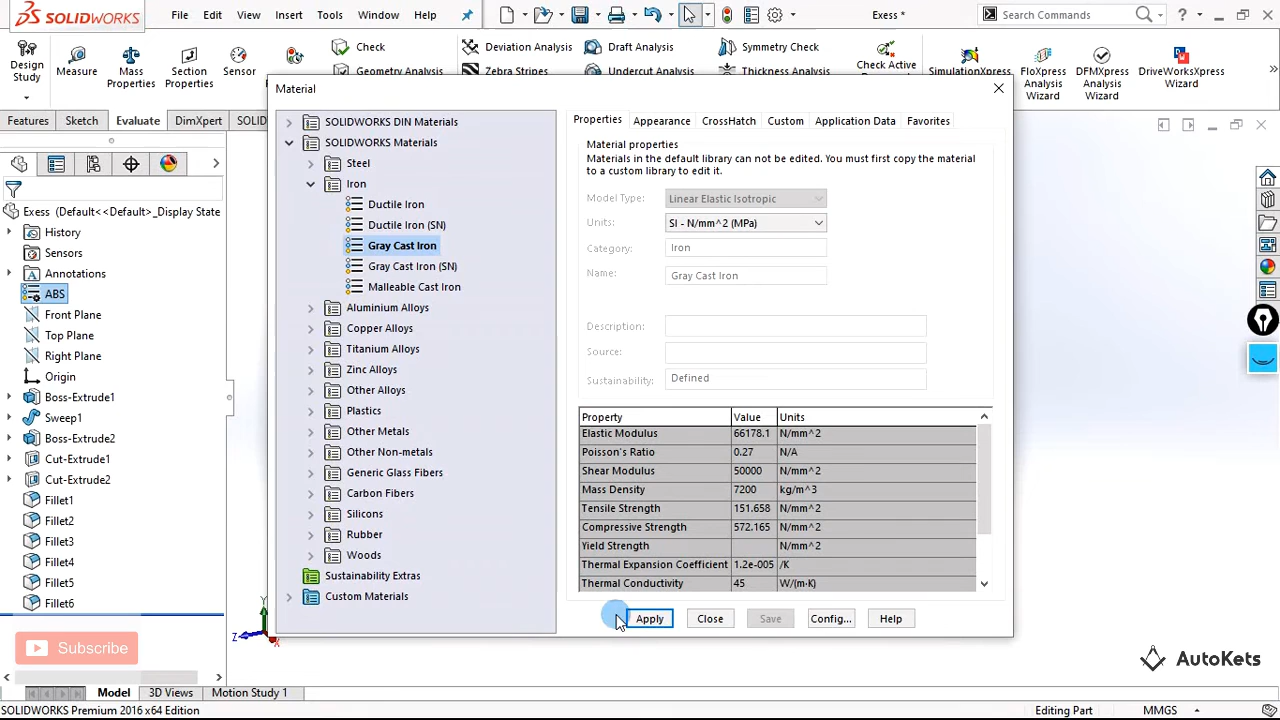 SOLIDWORKS
File Edit View Insert Tools Window Help
Exess *
Search Commands
?
Design Study
Measure
Mass Properties
Section Properties
Sensor
Check
Geometry Analysis
Deviation Analysis
Zebra Stripes
Draft Analysis
Undercut Analysis
Symmetry Check
Thickness Analysis
Check Active
SimulationXpress
FloXpress Analysis Wizard
DFMXpress Analysis Wizard
DriveWorksXpress Wizard
Features Sketch Evaluate DimXpert SOLID
Exess (Default<<Default>_Display State
History
Sensors
Annotations
ABS
Front Plane
Top Plane
Right Plane
Origin
Boss-Extrude1
Sweep1
Boss-Extrude2
Cut-Extrude1
Cut-Extrude2
Fillet1
Fillet2
Fillet3
Fillet4
Fillet5
Fillet6
Material
SOLIDWORKS DIN Materials
SOLIDWORKS Materials
Steel
Iron
Ductile Iron
Ductile Iron (SN)
Gray Cast Iron
Gray Cast Iron (SN)
Malleable Cast Iron
Aluminium Alloys
Copper Alloys
Titanium Alloys
Zinc Alloys
Other Alloys
Plastics
Other Metals
Other Non-metals
Generic Glass Fibers
Carbon Fibers
Silicons
Rubber
Woods
Sustainability Extras
Custom Materials
Properties Appearance CrossHatch Custom Application Data Favorites
Material properties
Materials in the default library can not be edited. You must first copy the material
to a custom library to edit it.
Model Type: Linear Elastic Isotropic
Units: SI - N/mm^2 (MPa)
Category: Iron
Name: Gray Cast Iron
Description:
Source:
Sustainability: Defined
Property Value Units
Elastic Modulus 66178.1 N/mm^2
Poisson's Ratio 0.27 N/A
Shear Modulus 50000 N/mm^2
Mass Density 7200 kg/m^3
Tensile Strength 151.658 N/mm^2
Compressive Strength 572.165 N/mm^2
Yield Strength N/mm^2
Thermal Expansion Coefficient 1.2e-005 /K
Thermal Conductivity 45 W/(m·K)
Apply Close Save Config... Help
Y
Z
X
Subscribe
AutoKets
Model 3D Views Motion Study 1
SOLIDWORKS Premium 2016 x64 Edition
Editing Part
MMGS